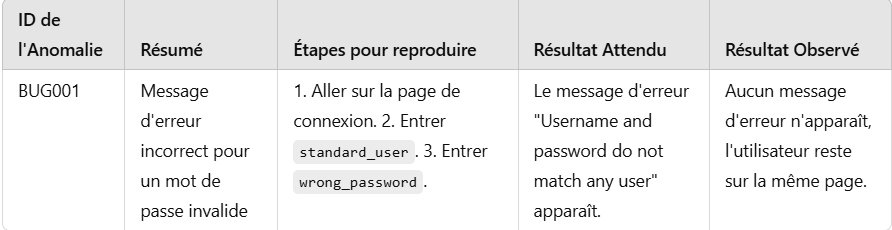 ID de
l'Anomalie
Résumé
Étapes pour reproduire
Résultat Attendu
Résultat Observé
BUG001
Message
d'erreur
incorrect pour
un mot de
passe invalide
1. Aller sur la page de
connexion. 2. Entrer
standard_user. 3. Entrer
wrong_password.
Le message d'erreur
"Username and
password do not
match any user"
apparaît.
Aucun message
d'erreur n'apparaît,
l'utilisateur reste
sur la même page.